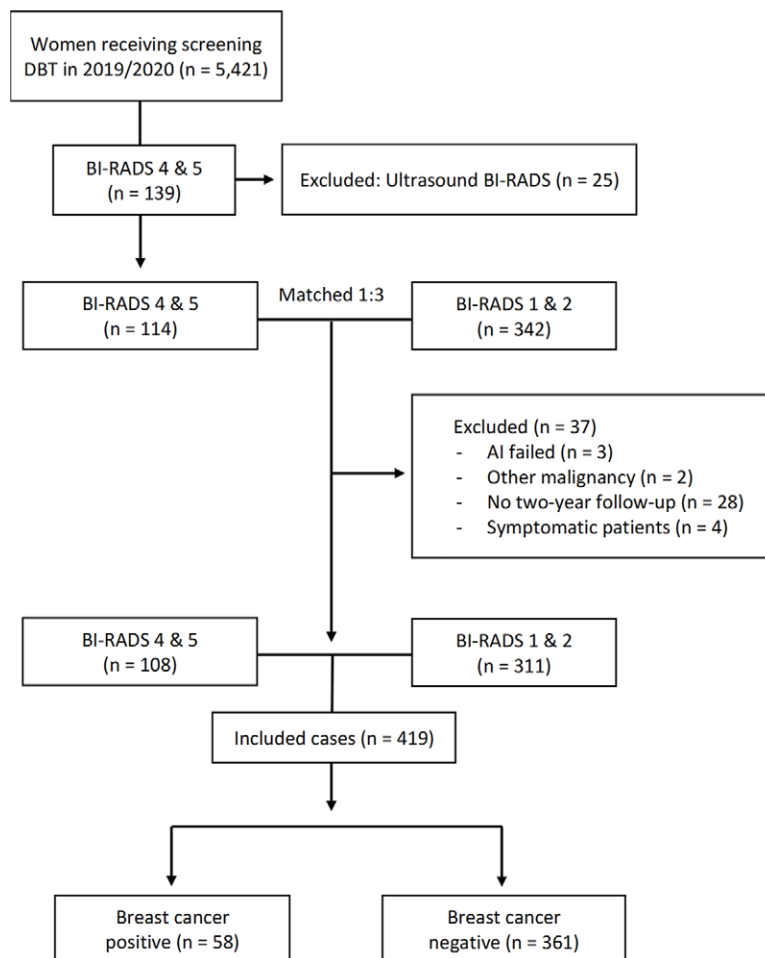 Women receiving screening
DBT in 2019/2020 (n = 5,421)
BI-RADS 4 & 5
(n = 139)
Excluded: Ultrasound BI-RADS (n = 25)
BI-RADS 4 & 5
(n = 114)
Matched 1:3
BI-RADS 1 & 2
(n = 342)
Excluded (n = 37)
- AI failed (n = 3)
- Other malignancy (n = 2)
- No two-year follow-up (n = 28)
- Symptomatic patients (n = 4)
BI-RADS 4 & 5
(n = 108)
BI-RADS 1 & 2
(n = 311)
Included cases (n = 419)
Breast cancer
positive (n = 58)
Breast cancer
negative (n = 361)